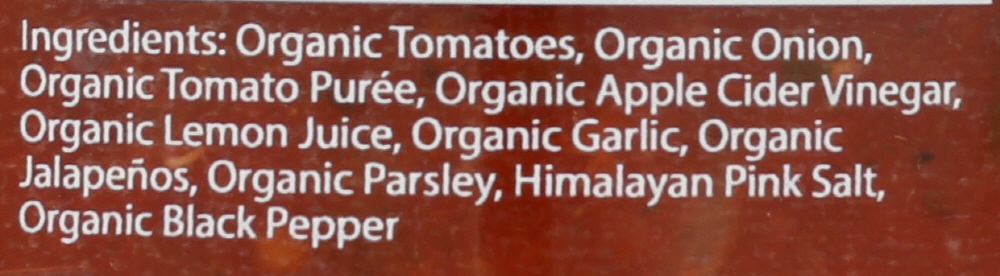 Ingredients: Organic Tomatoes, Organic Onion,
Organic Tomato Purée, Organic Apple Cider Vinegar,
Organic Lemon Juice, Organic Garlic, Organic
Jalapeños, Organic Parsley, Himalayan Pink Salt,
Organic Black Pepper